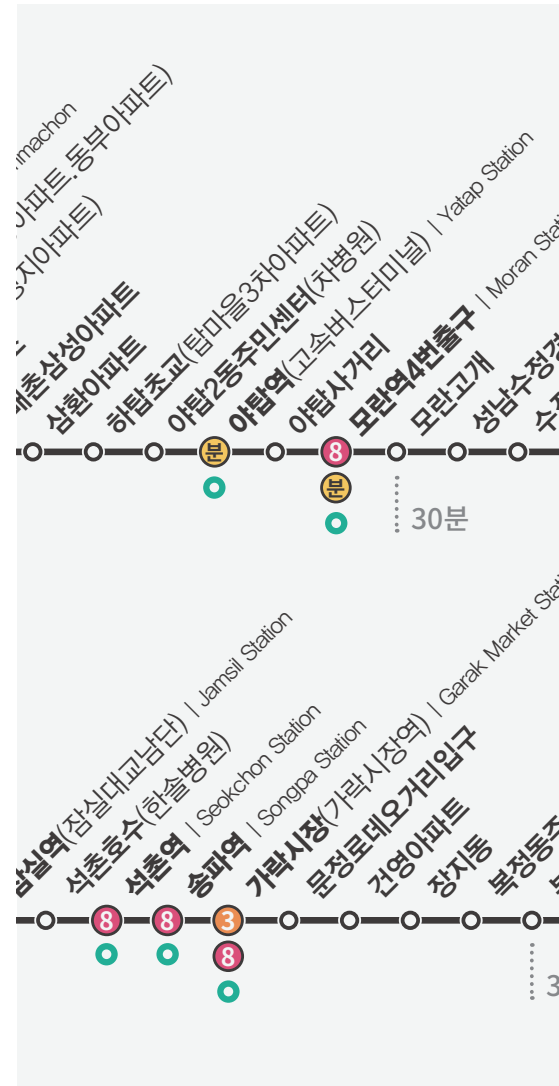 아파트.동부아파트)
지아파트)
촌삼성아파트
삼환아파트
하탑초교(탑마을3차아파트)
야탑2동주민센터(차병원)
야탑역(고속버스터미널) | Yatap Station
야탑사거리
모란역4번출구 | Moran
모란고개
성남수정
분
8
분
30분
잠실역(잠실대교남단) | Jamsil Station
석촌호수(한솔병원)
석촌역 | Seokchon Station
송파역 | Songpa Station
가락시장(가락시장역) | Garak Market
문정로데오거리입구
건영아파트
장지동
복정동
8
8
3
8
3